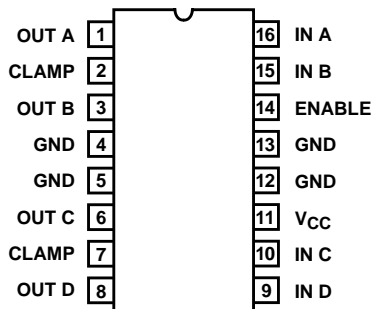 OUT A 1 16 IN A
CLAMP 2 15 IN B
OUT B 3 14 ENABLE
GND 4 13 GND
GND 5 12 GND
OUT C 6 11 VCC
CLAMP 7 10 IN C
OUT D 8 9 IN D